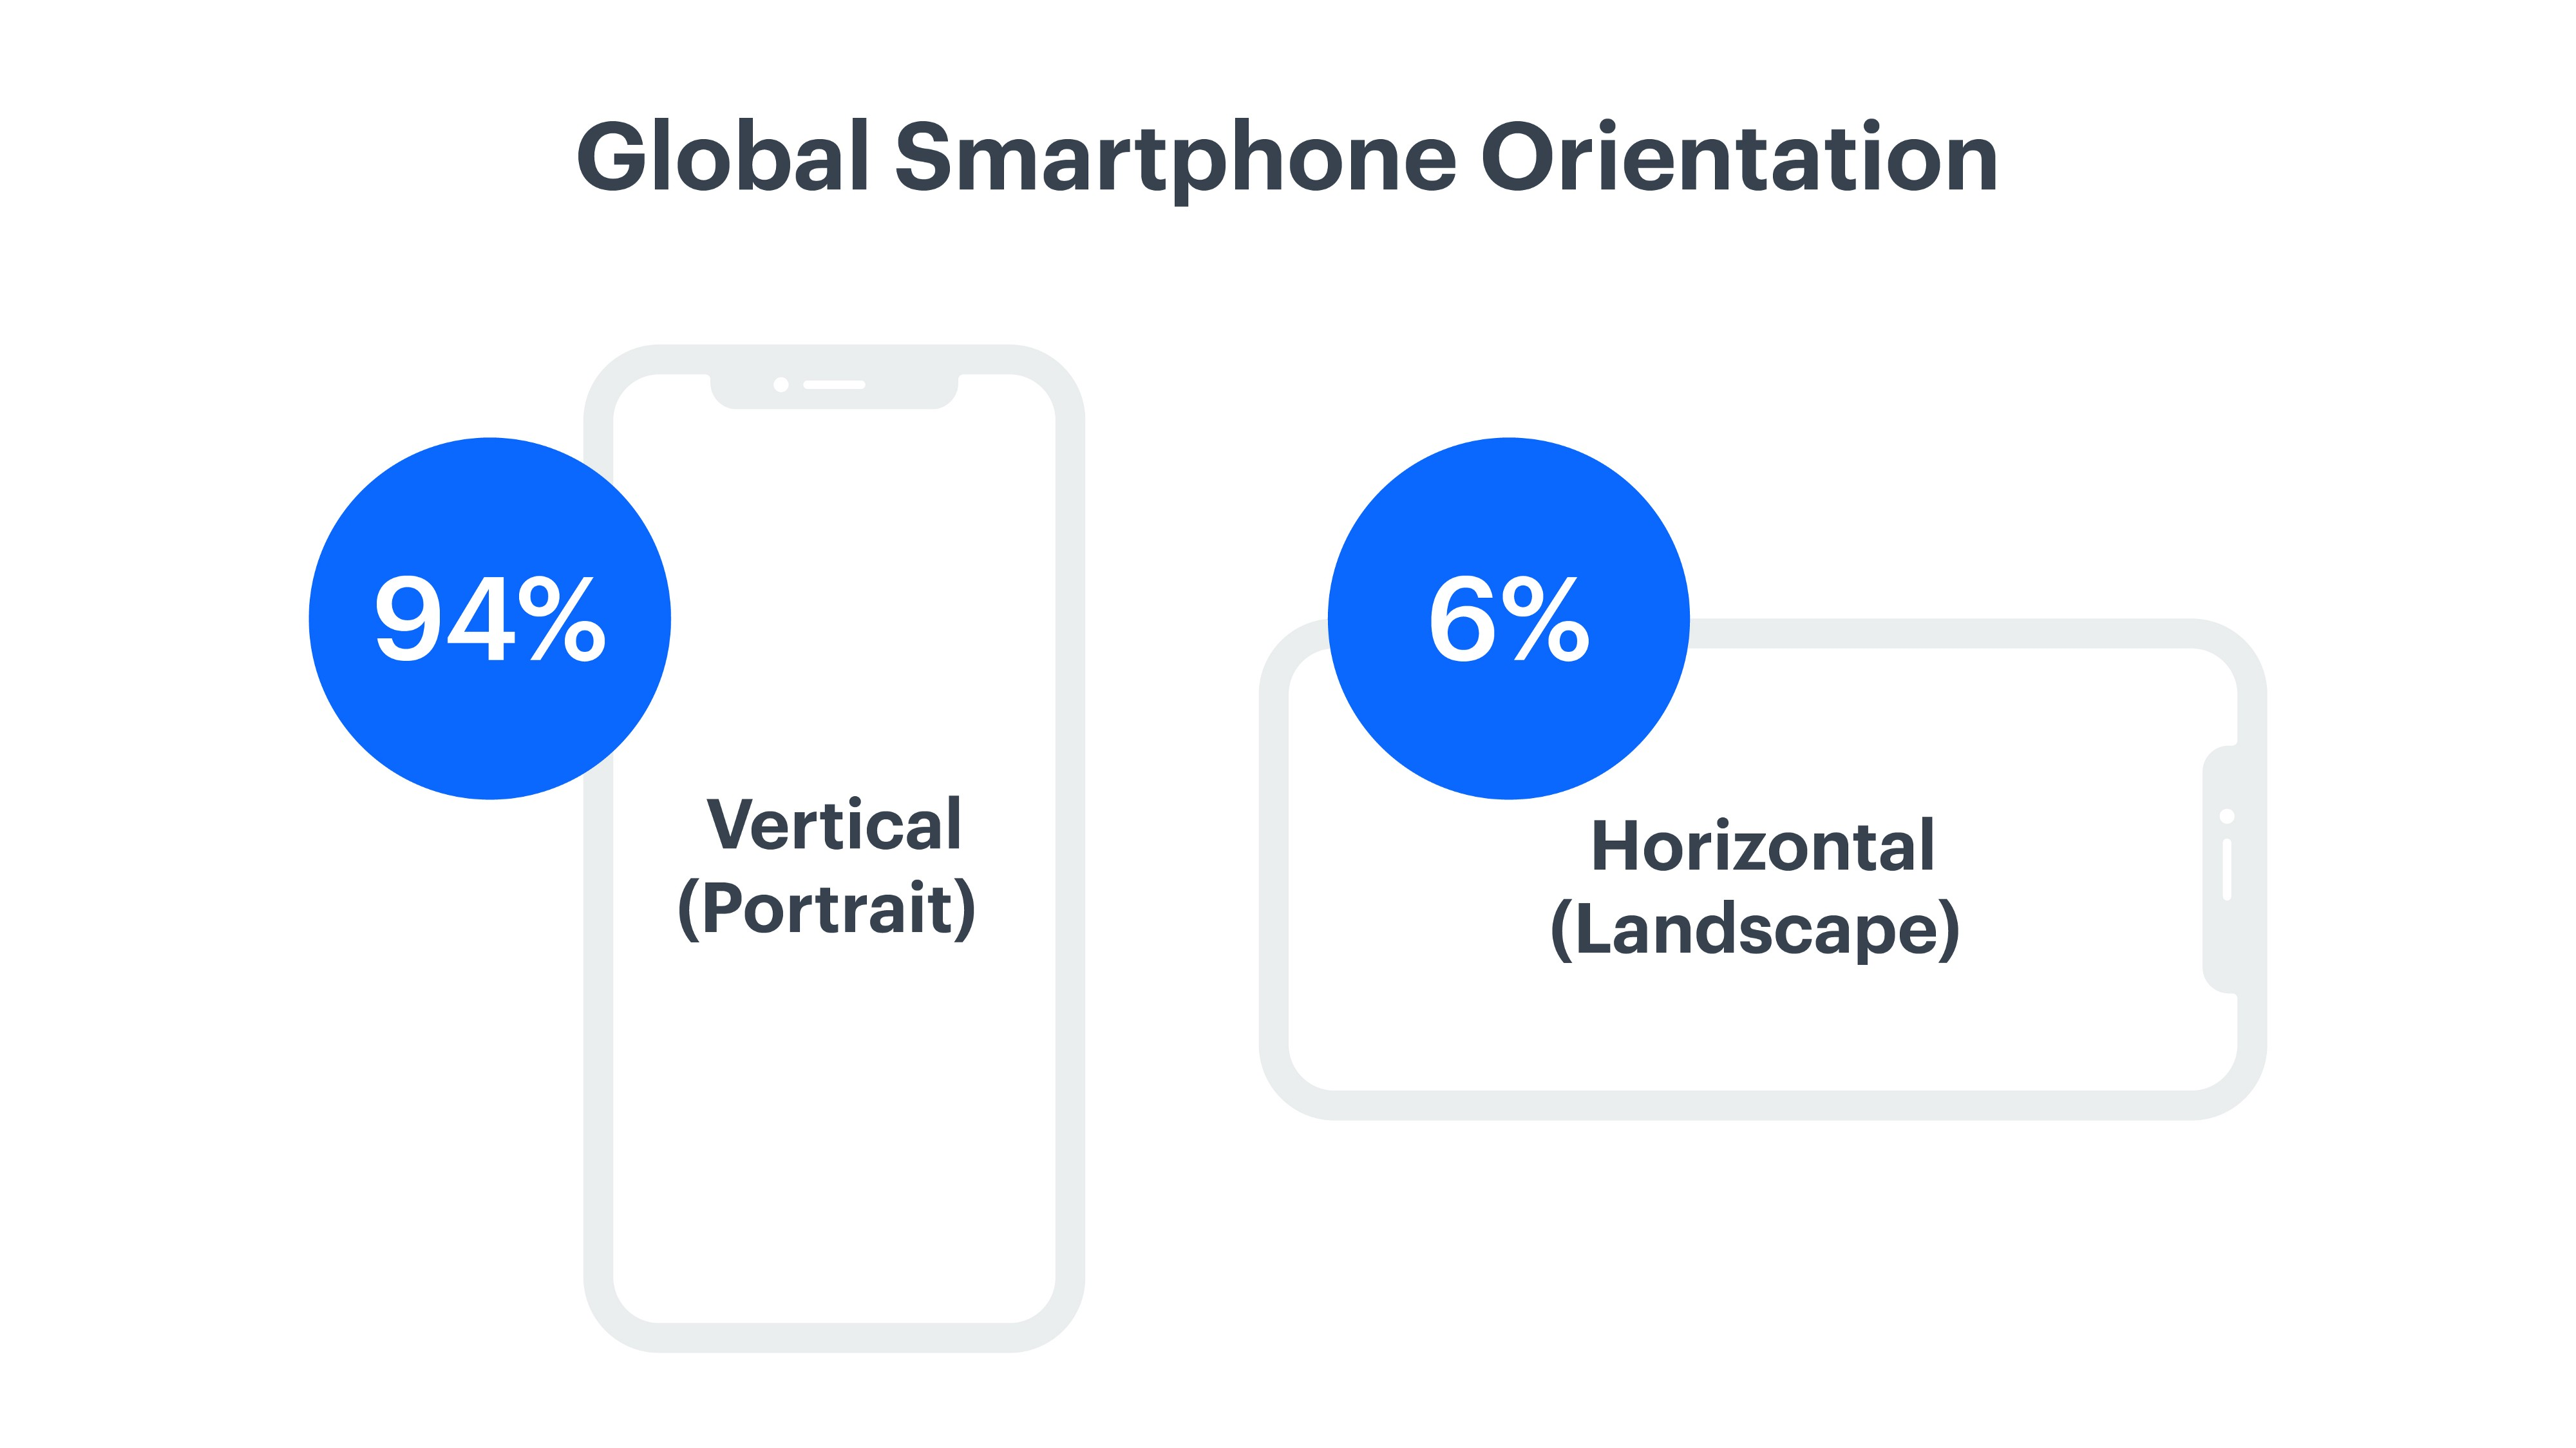 Global Smartphone Orientation
94%
Vertical
(Portrait)
6%
Horizontal
(Landscape)